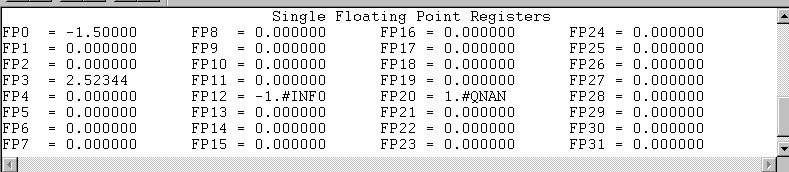 Single Floating Point Registers
FP0 = -1.50000 FP8 = 0.000000 FP16 = 0.000000 FP24 = 0.000000
FP1 = 0.000000 FP9 = 0.000000 FP17 = 0.000000 FP25 = 0.000000
FP2 = 0.000000 FP10 = 0.000000 FP18 = 0.000000 FP26 = 0.000000
FP3 = 2.52344 FP11 = 0.000000 FP19 = 0.000000 FP27 = 0.000000
FP4 = 0.000000 FP12 = -1.#INF0 FP20 = 1.#QNAN FP28 = 0.000000
FP5 = 0.000000 FP13 = 0.000000 FP21 = 0.000000 FP29 = 0.000000
FP6 = 0.000000 FP14 = 0.000000 FP22 = 0.000000 FP30 = 0.000000
FP7 = 0.000000 FP15 = 0.000000 FP23 = 0.000000 FP31 = 0.000000